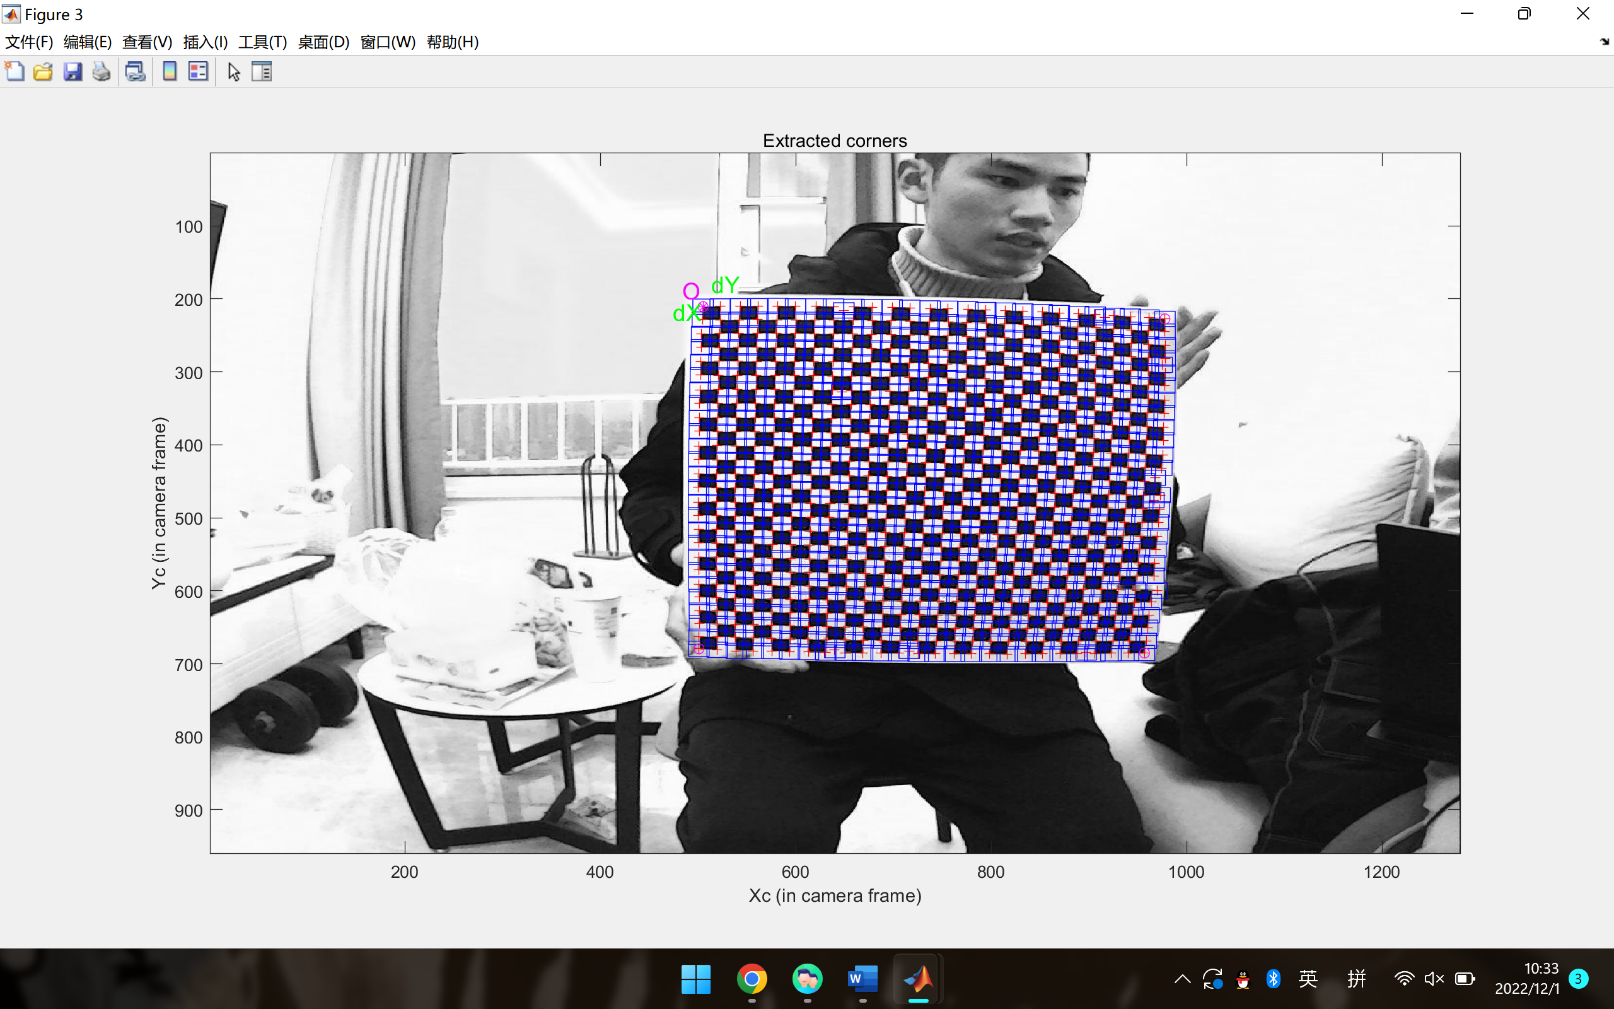 Figure 3
文件(F) 编辑(E) 查看(V) 插入(I) 工具(T) 桌面(D) 窗口(W) 帮助(H)
Extracted corners
100
200
300
400
500
600
700
800
900
Yc (in camera frame)
O
dY
dX
200 400 600 800 1000 1200
Xc (in camera frame)
W
英 拼 10:33 3
2022/12/1